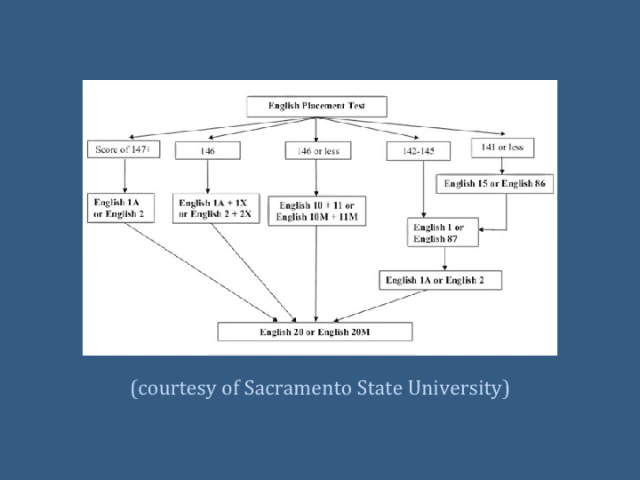 English Placement Test
Score of 147+
146
146 or less
142-145
141 or less
English 15 or English 86
English 1A
or English 2
English 1A + 1X
or English 2 + 2X
English 10 + 11 or
English 10M + 11M
English 1 or
English 87
English 1A or English 2
English 20 or English 20M
(courtesy of Sacramento State University)